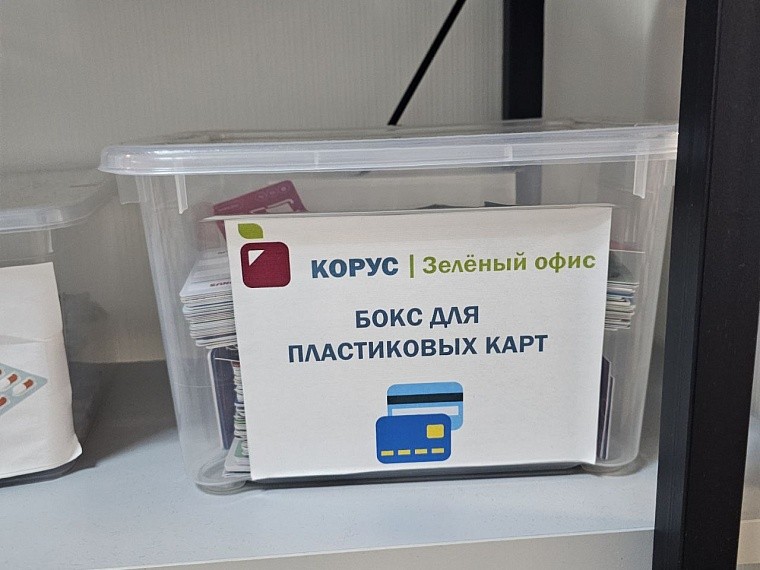 КОРУС | Зелёный офис
БОКС ДЛЯ
ПЛАСТИКОВЫХ КАРТ